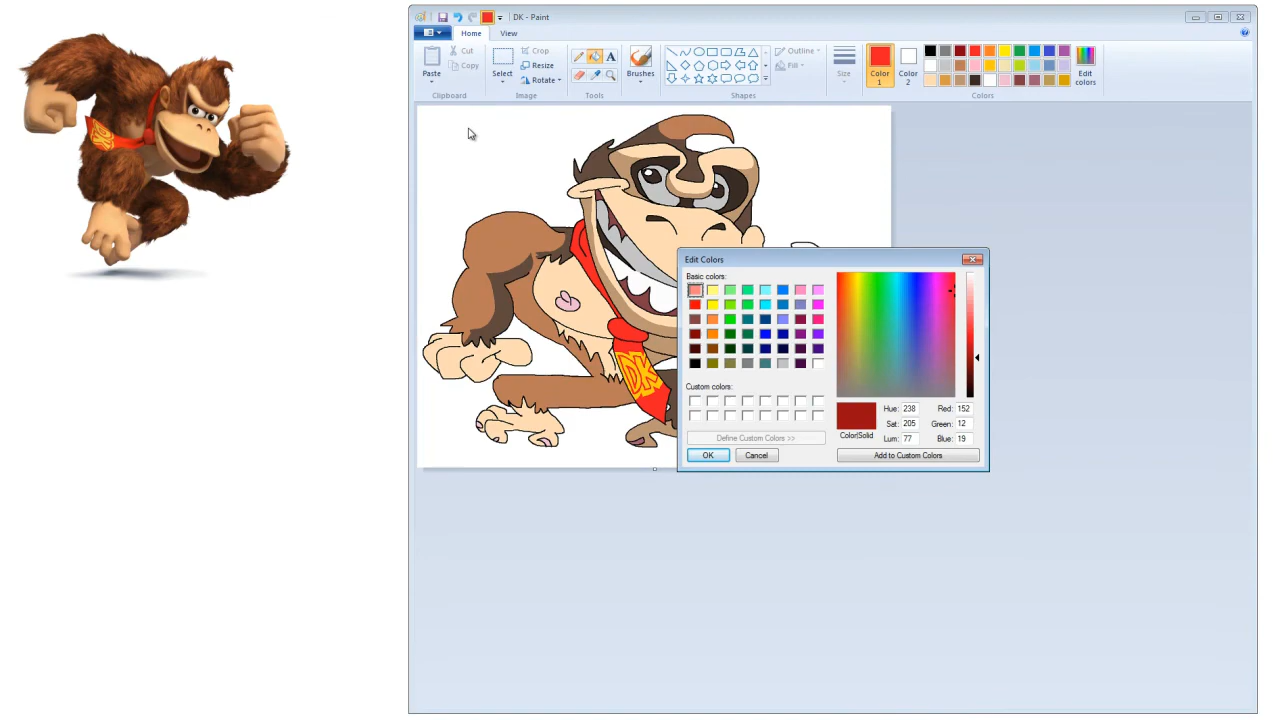 DK - Paint
Home View
Paste
Cut
Copy
Clipboard
Select
Crop
Resize
Rotate
Image
A
Tools
Brushes
Outline
Fill
Shapes
Size
Color 1
Color 2
Edit colors
Colors
DK
DK
Edit Colors
Basic colors:
Custom colors:
Define Custom Colors >>
OK Cancel
Color|Solid
Hue: 238 Red: 152
Sat: 205 Green: 12
Lum: 77 Blue: 19
Add to Custom Colors